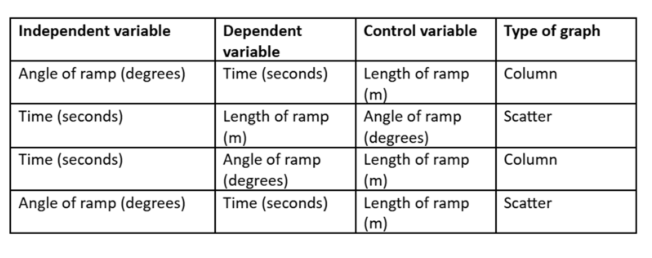 Independent variable Dependent variable Control variable Type of graph
Angle of ramp (degrees) Time (seconds) Length of ramp (m) Column
Time (seconds) Length of ramp (m) Angle of ramp (degrees) Scatter
Time (seconds) Angle of ramp (degrees) Length of ramp (m) Column
Angle of ramp (degrees) Time (seconds) Length of ramp (m) Scatter